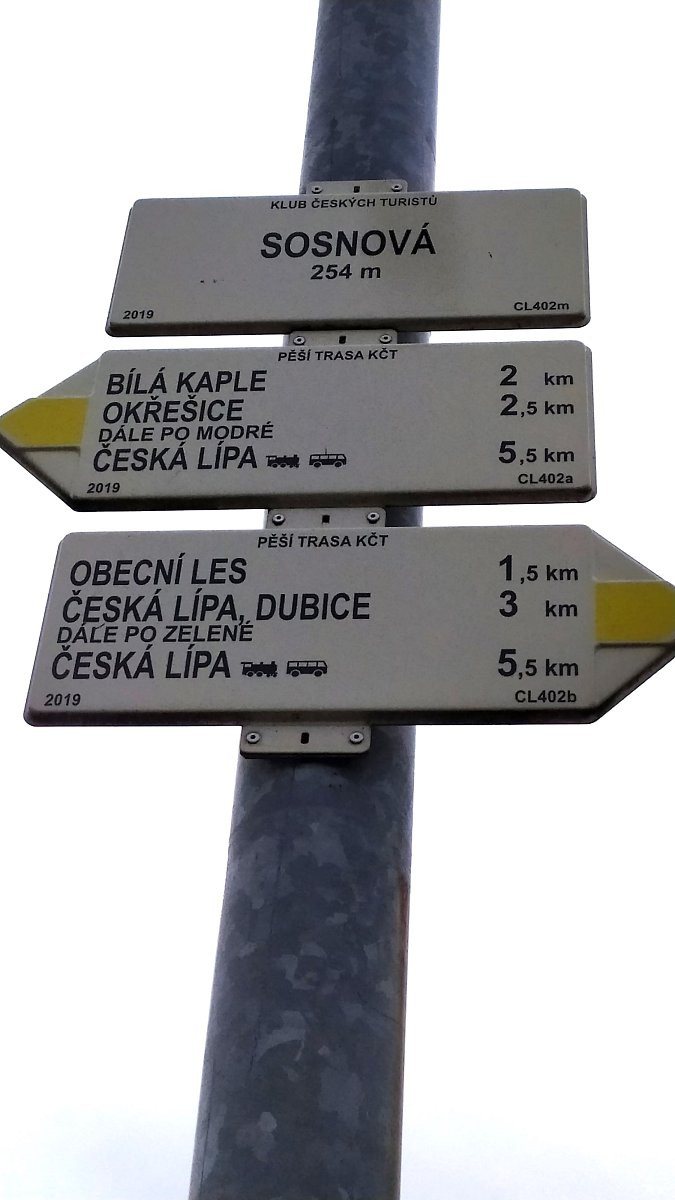 KLUB ČESKÝCH TURISTŮ
SOSNOVÁ
254 m
2019 CL402m
PĚŠÍ TRASA KČT
BÍLÁ KAPLE 2 km
OKŘEŠICE 2,5 km
DÁLE PO MODRÉ
ČESKÁ LÍPA 5,5 km
2019 CL402a
PĚŠÍ TRASA KČT
OBECNÍ LES 1,5 km
ČESKÁ LÍPA, DUBICE 3 km
DÁLE PO ZELENÉ
ČESKÁ LÍPA 5,5 km
2019 CL402b